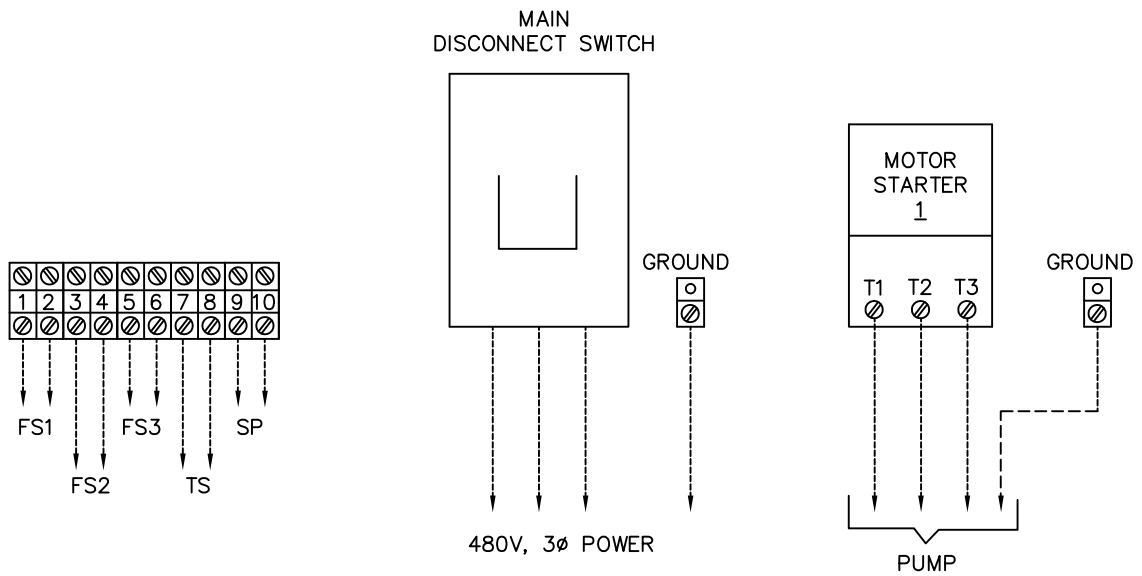 MAIN
DISCONNECT SWITCH
MOTOR
STARTER
1
GROUND
GROUND
T1 T2 T3
1 2 3 4 5 6 7 8 9 10
FS1 FS3 SP
FS2 TS
480V, 3ø POWER
PUMP